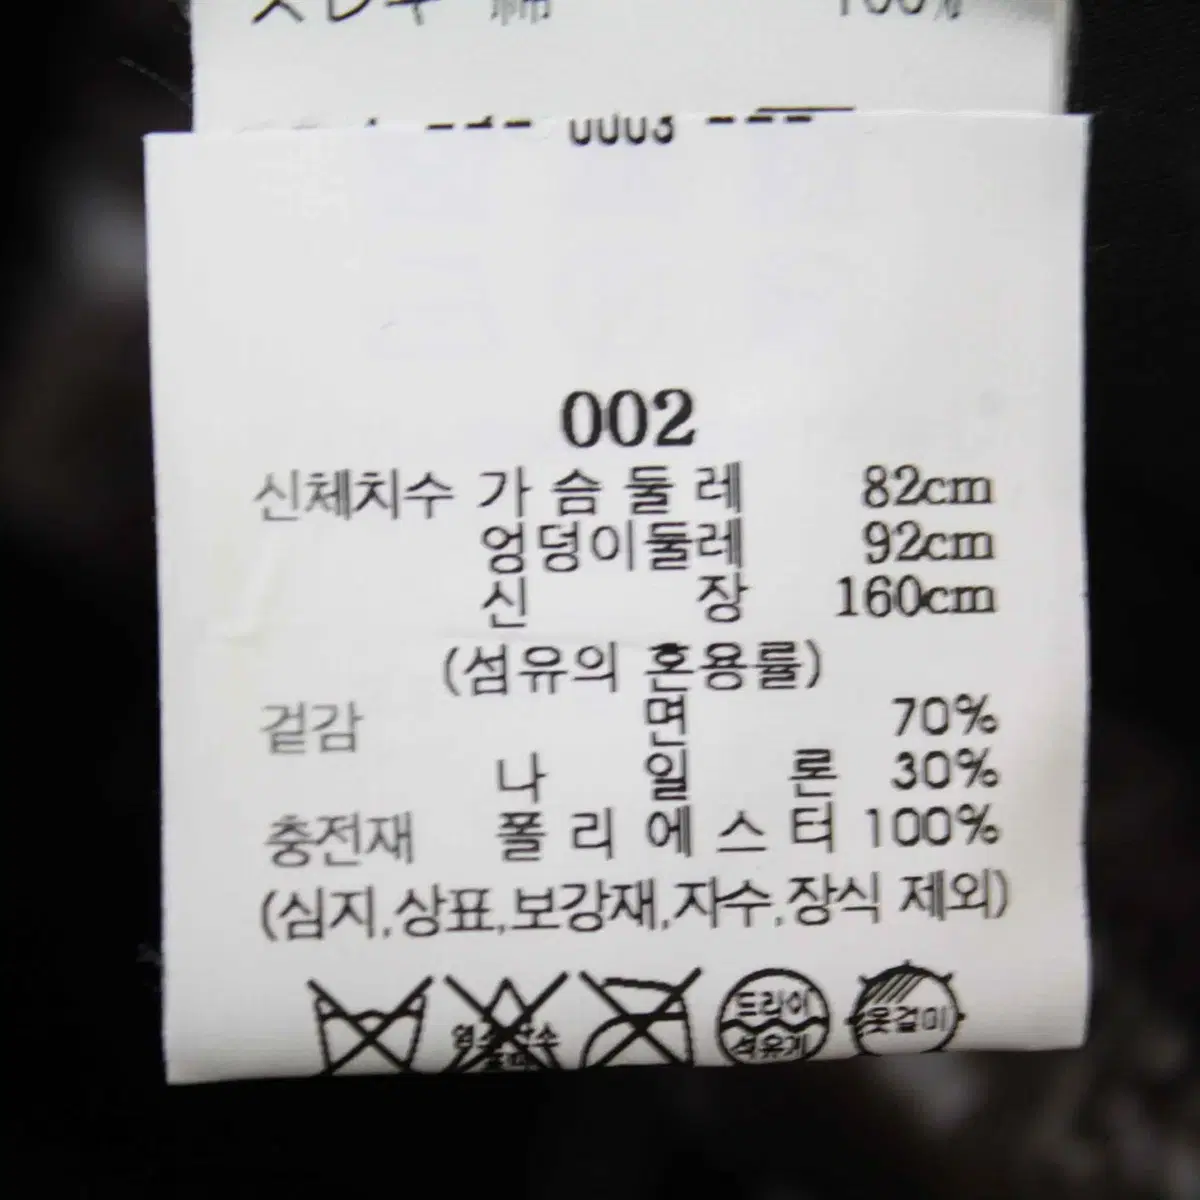 100%
0003
002
신체치수 가슴둘레 82cm
엉덩이둘레 92cm
신 장 160cm
(섬유의 혼용률)
겉감 면 70%
나 일 론 30%
충전재 폴리에스터 100%
(심지,상표,보강재,자수,장식 제외)
드라이
석유계
옷걸이